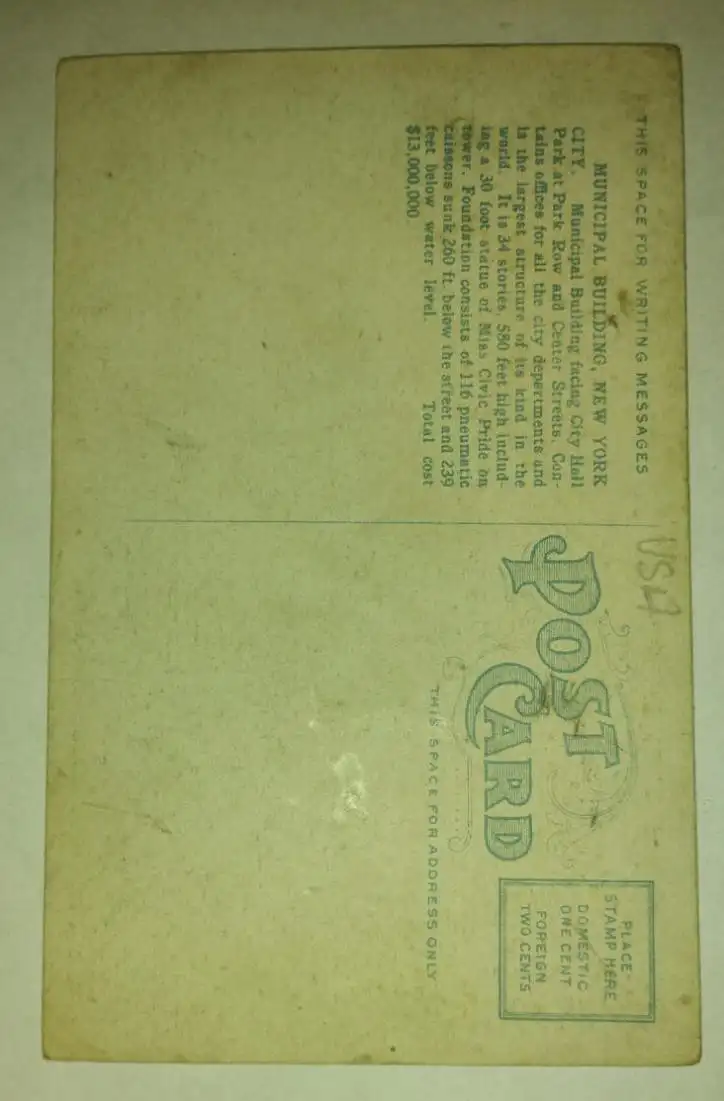 THIS SPACE FOR WRITING MESSAGES
MUNICIPAL BUILDING, NEW YORK
CITY. Municipal Building facing City Hall
Park at Park Row and Center Streets. Con-
tains offices for all the city departments and
is the largest structure of its kind in the
world. It is 34 stories, 580 feet high includ-
ing a 30 foot statue of Miss Civic Pride on
tower. Foundation consists of 116 pneumatic
caissons sunk 260 ft. below the street and 239
feet below water level. Total cost
$13,000,000
USA
POST
CARD
THIS SPACE FOR ADDRESS ONLY
PLACE
STAMP HERE
DOMESTIC
ONE CENT
FOREIGN
TWO CENTS